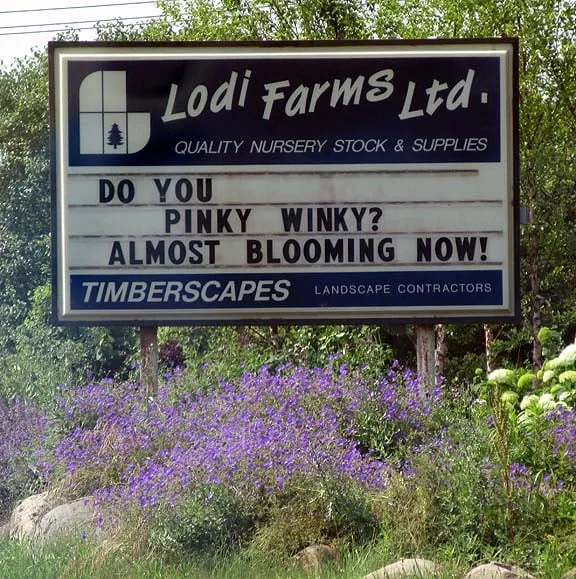 Lodi Farms Ltd.
QUALITY NURSERY STOCK & SUPPLIES
DO YOU
PINKY WINKY?
ALMOST BLOOMING NOW!
TIMBERSCAPES LANDSCAPE CONTRACTORS